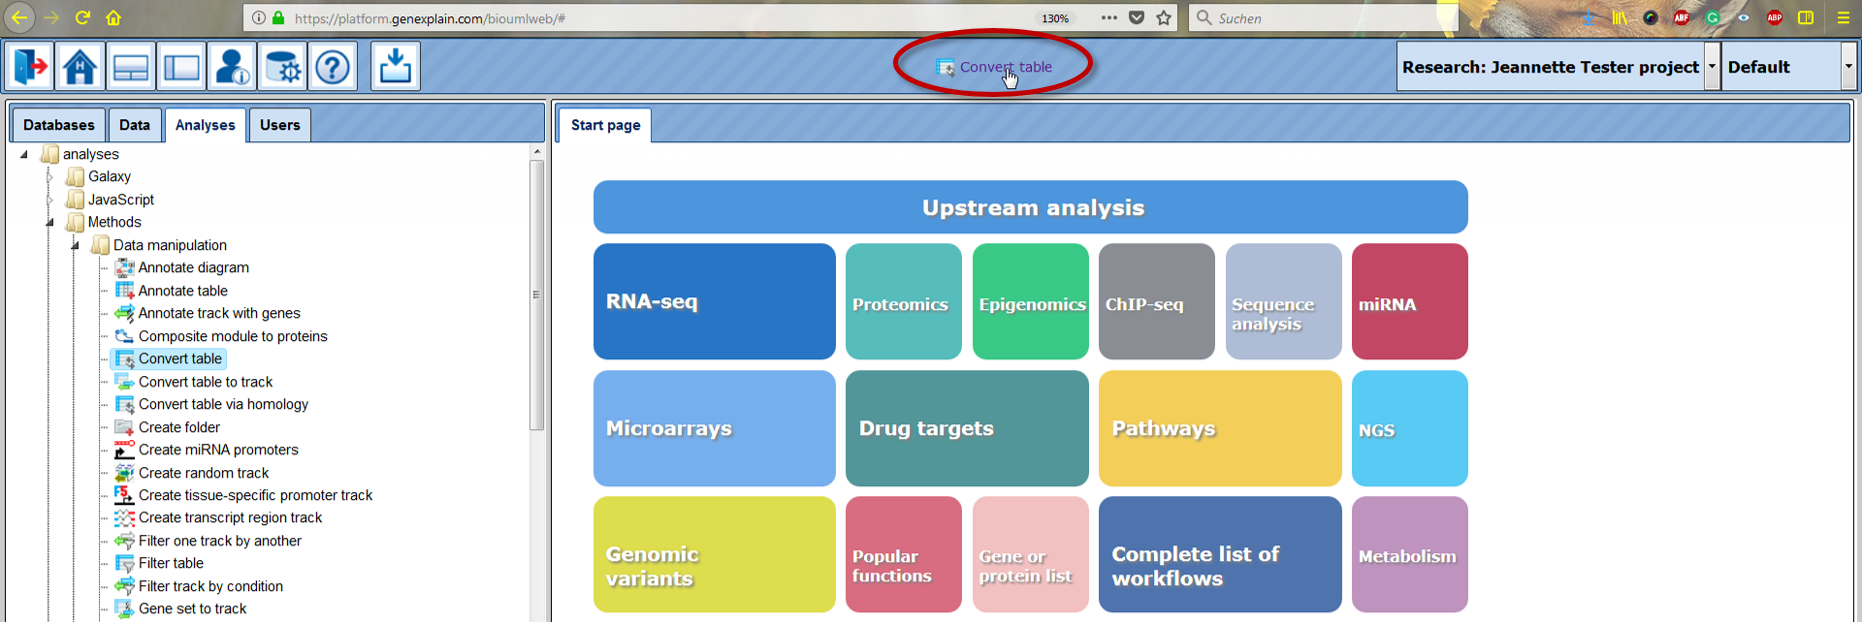 https://platform.genexplain.com/bioumlweb/#
130%
Suchen
Convert table
Research: Jeannette Tester project
Default
Databases
Data
Analyses
Users
Start page
analyses
Galaxy
JavaScript
Methods
Data manipulation
Annotate diagram
Annotate table
Annotate track with genes
Composite module to proteins
Convert table
Convert table to track
Convert table via homology
Create folder
Create miRNA promoters
Create random track
Create tissue-specific promoter track
Create transcript region track
Filter one track by another
Filter table
Filter track by condition
Gene set to track
Upstream analysis
RNA-seq
Proteomics
Epigenomics
ChIP-seq
Sequence
analysis
miRNA
Microarrays
Drug targets
Pathways
NGS
Genomic
variants
Popular
functions
Gene or
protein list
Complete list of
workflows
Metabolism